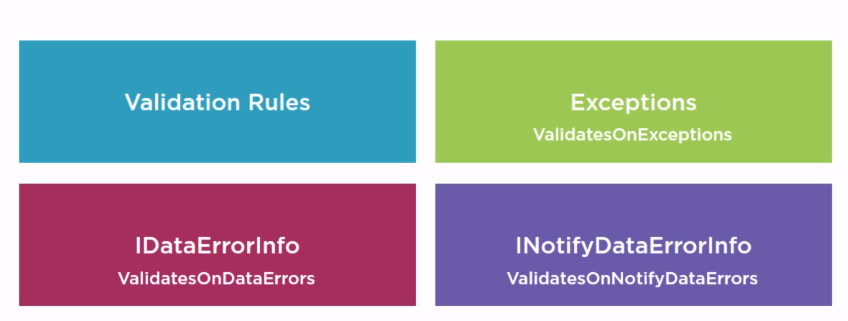 Validation Rules
Exceptions
ValidatesOnExceptions
IDataErrorInfo
ValidatesOnDataErrors
INotifyDataErrorInfo
ValidatesOnNotifyDataErrors